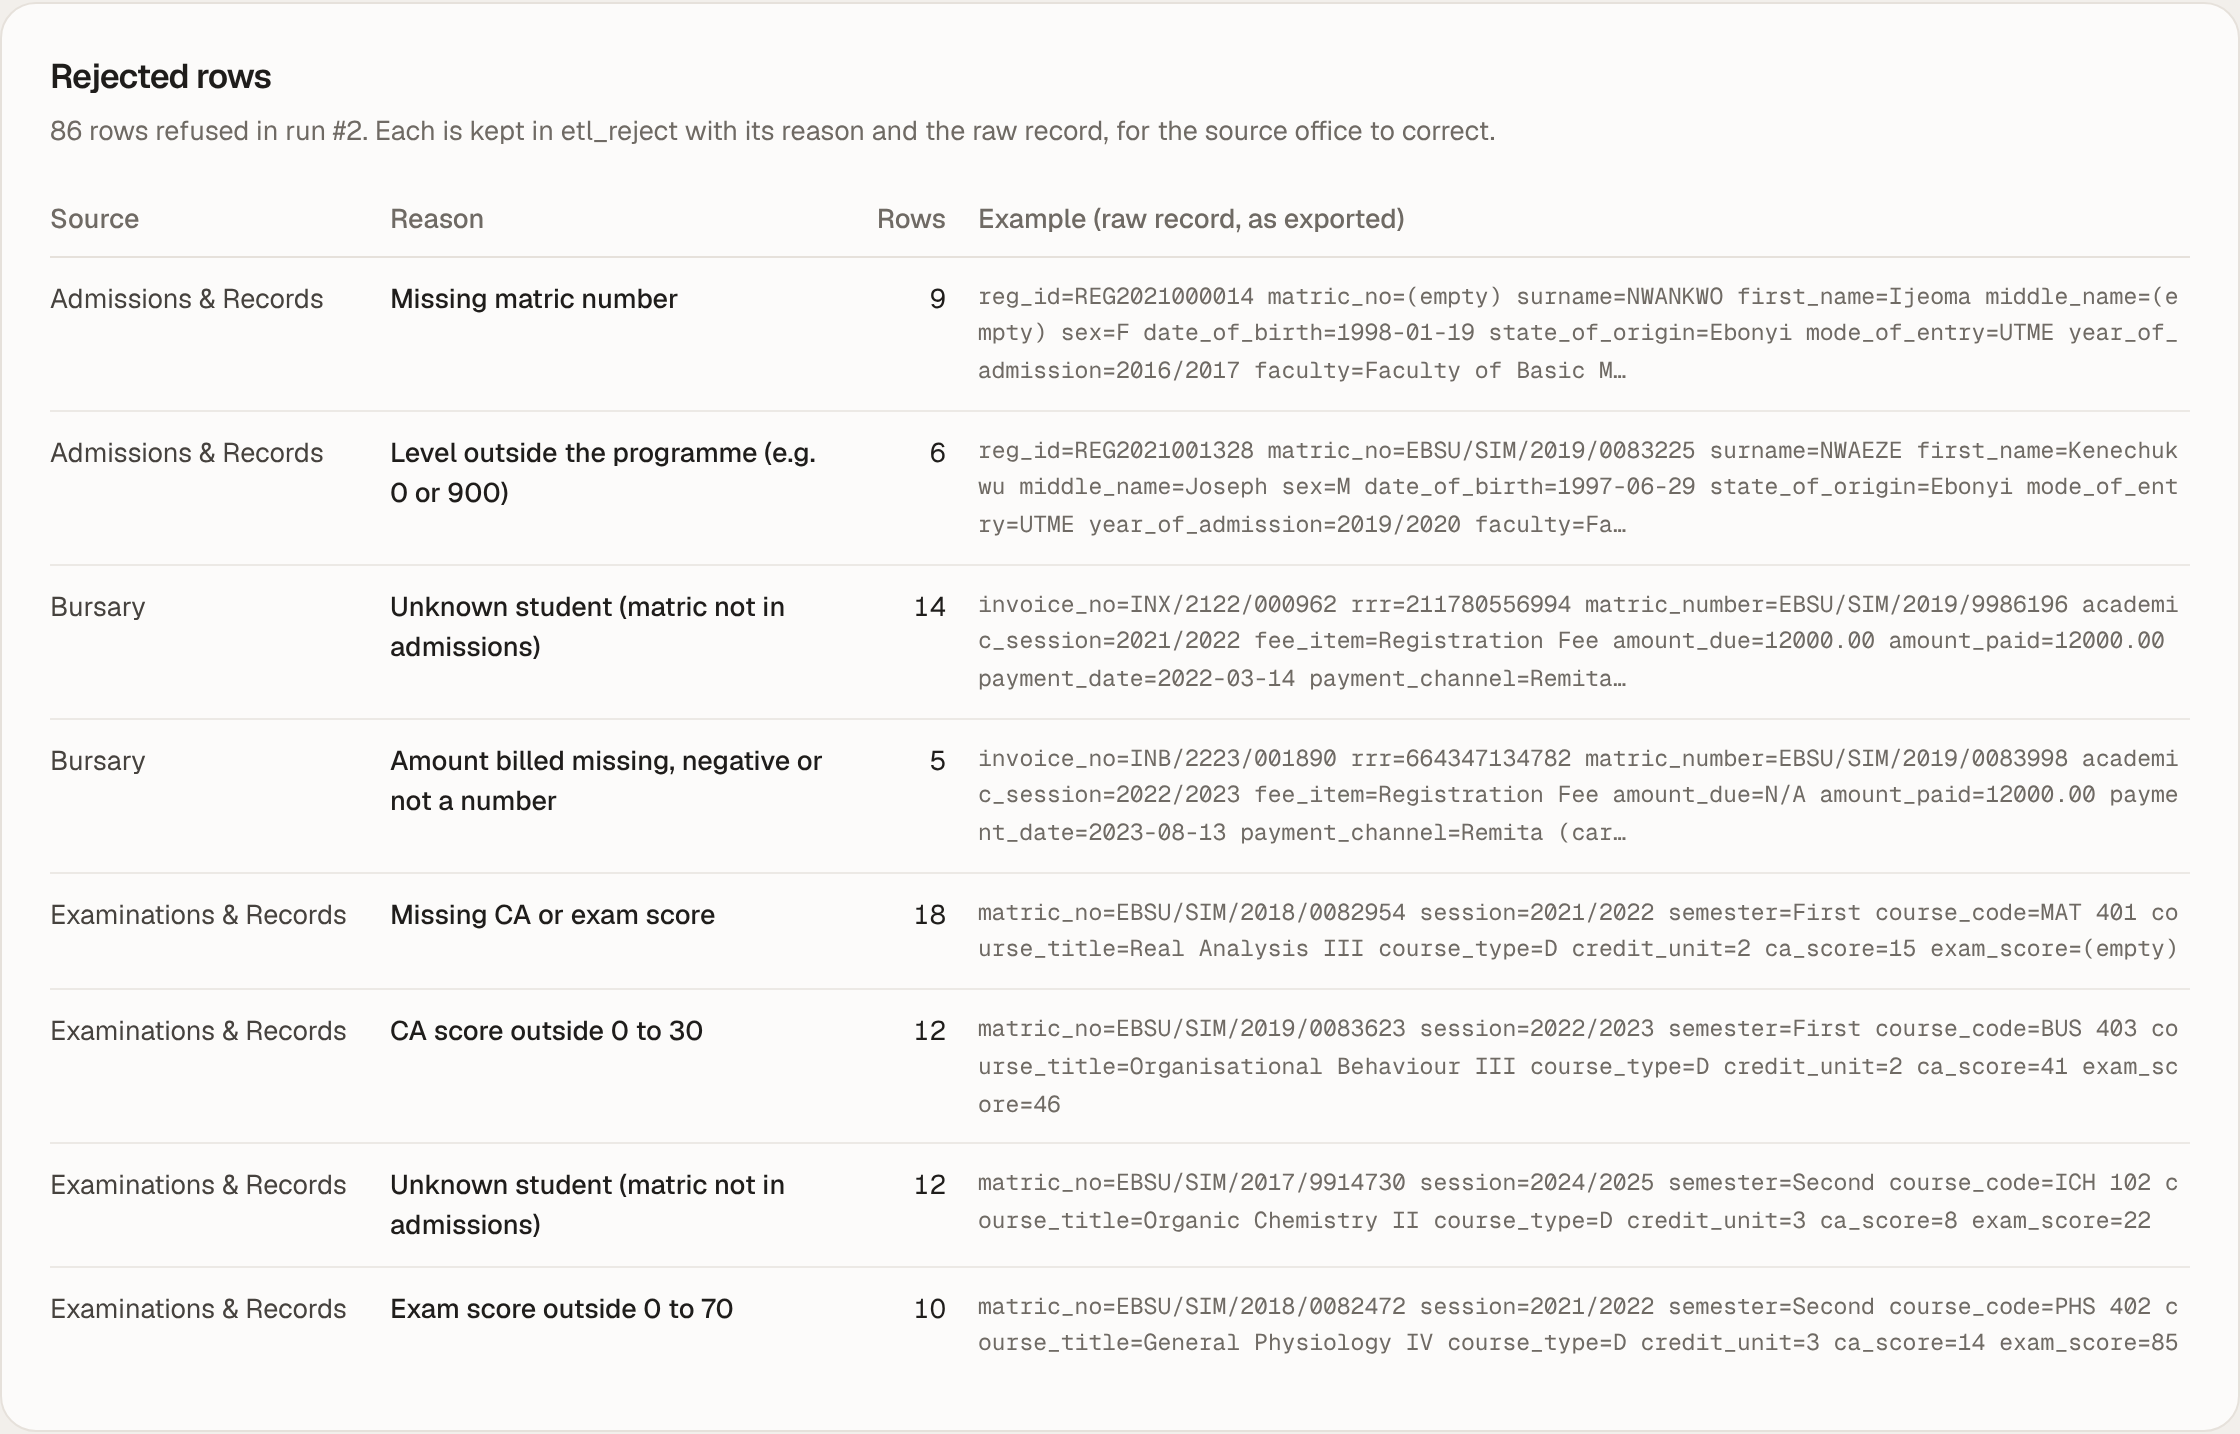 Rejected rows
86 rows refused in run #2. Each is kept in etl_reject with its reason and the raw record, for the source office to correct.
Source Reason Rows Example (raw record, as exported)
Admissions & Records Missing matric number 9 reg_id=REG2021000014 matric_no=(empty) surname=NWANKWO first_name=Ijeoma middle_name=(e
mpty) sex=F date_of_birth=1998-01-19 state_of_origin=Ebonyi mode_of_entry=UTME year_of_
admission=2016/2017 faculty=Faculty of Basic M…
Admissions & Records Level outside the programme (e.g. 6 reg_id=REG2021001328 matric_no=EBSU/SIM/2019/0083225 surname=NWAEZE first_name=Kenechuk
0 or 900) wu middle_name=Joseph sex=M date_of_birth=1997-06-29 state_of_origin=Ebonyi mode_of_ent
ry=UTME year_of_admission=2019/2020 faculty=Fa…
Bursary Unknown student (matric not in 14 invoice_no=INX/2122/000962 rrr=211780556994 matric_number=EBSU/SIM/2019/9986196 academi
admissions) c_session=2021/2022 fee_item=Registration Fee amount_due=12000.00 amount_paid=12000.00
payment_date=2022-03-14 payment_channel=Remita…
Bursary Amount billed missing, negative or 5 invoice_no=INB/2223/001890 rrr=664347134782 matric_number=EBSU/SIM/2019/0083998 academi
not a number c_session=2022/2023 fee_item=Registration Fee amount_due=N/A amount_paid=12000.00 payme
nt_date=2023-08-13 payment_channel=Remita (car…
Examinations & Records Missing CA or exam score 18 matric_no=EBSU/SIM/2018/0082954 session=2021/2022 semester=First course_code=MAT 401 co
urse_title=Real Analysis III course_type=D credit_unit=2 ca_score=15 exam_score=(empty)
Examinations & Records CA score outside 0 to 30 12 matric_no=EBSU/SIM/2019/0083623 session=2022/2023 semester=First course_code=BUS 403 co
urse_title=Organisational Behaviour III course_type=D credit_unit=2 ca_score=41 exam_sc
ore=46
Examinations & Records Unknown student (matric not in 12 matric_no=EBSU/SIM/2017/9914730 session=2024/2025 semester=Second course_code=ICH 102 c
admissions) ourse_title=Organic Chemistry II course_type=D credit_unit=3 ca_score=8 exam_score=22
Examinations & Records Exam score outside 0 to 70 10 matric_no=EBSU/SIM/2018/0082472 session=2021/2022 semester=Second course_code=PHS 402 c
ourse_title=General Physiology IV course_type=D credit_unit=3 ca_score=14 exam_score=85